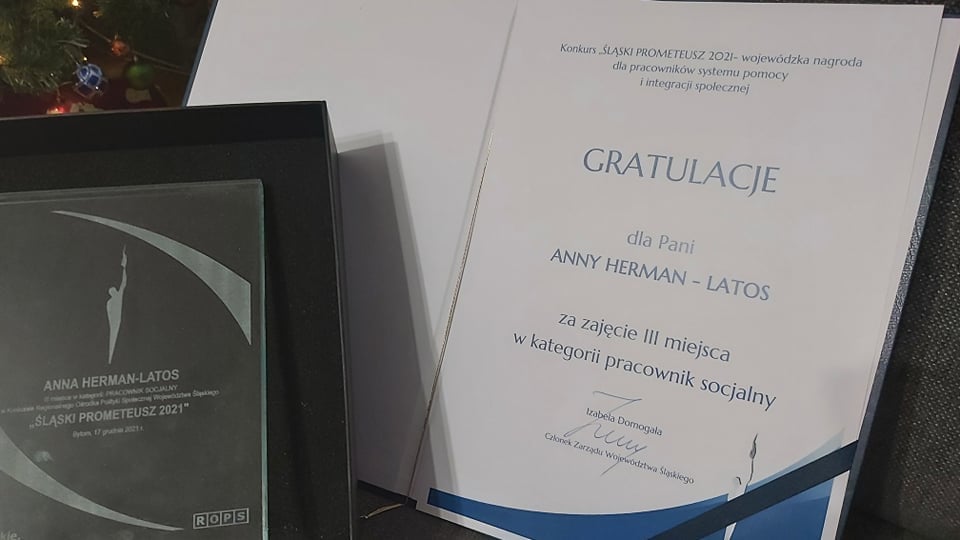 ANNA HERMAN-LATOS
III miejsce w kategorii: PRACOWNIK SOCJALNY
w Konkursie Regionalnego Ośrodka Polityki Społecznej Województwa Śląskiego
„ŚLĄSKI PROMETEUSZ 2021"
Bytom, 17 grudnia 2021 r.
ROPS
Konkurs „ŚLĄSKI PROMETEUSZ 2021- wojewódzka nagroda
dla pracowników systemu pomocy
i integracji społecznej
GRATULACJE
dla Pani
ANNY HERMAN - LATOS
za zajęcie III miejsca
w kategorii pracownik socjalny
Izabela Domogała
Członek Zarządu Województwa Śląskiego